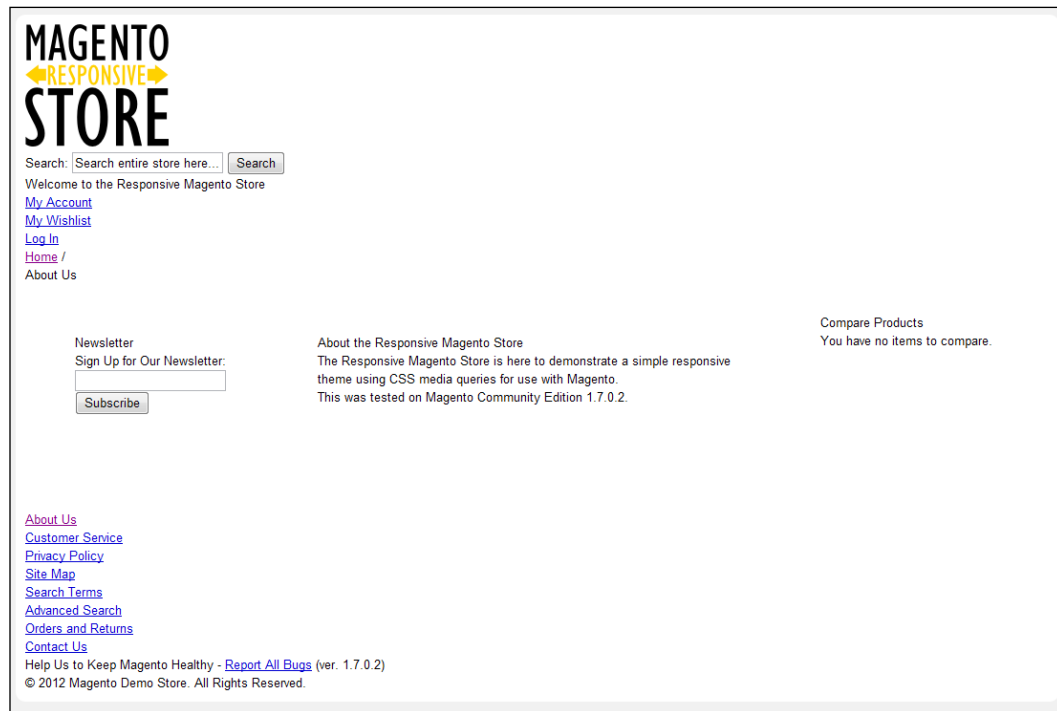 MAGENTO
RESPONSIVE
STORE
Search: Search entire store here... Search
Welcome to the Responsive Magento Store
My Account
My Wishlist
Log In
Home /
About Us
Newsletter
Sign Up for Our Newsletter:
Subscribe
About the Responsive Magento Store
The Responsive Magento Store is here to demonstrate a simple responsive
theme using CSS media queries for use with Magento.
This was tested on Magento Community Edition 1.7.0.2.
Compare Products
You have no items to compare.
About Us
Customer Service
Privacy Policy
Site Map
Search Terms
Advanced Search
Orders and Returns
Contact Us
Help Us to Keep Magento Healthy - Report All Bugs (ver. 1.7.0.2)
© 2012 Magento Demo Store. All Rights Reserved.